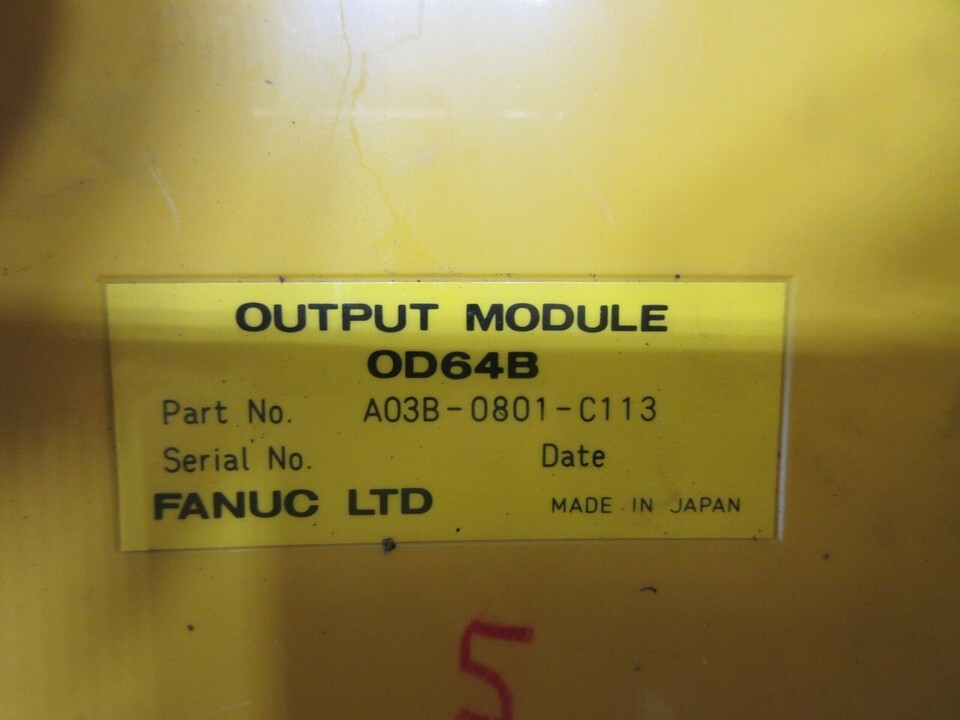 OUTPUT MODULE
OD64B
Part No. A03B-0801-C113
Serial No. Date
FANUC LTD MADE IN JAPAN
5